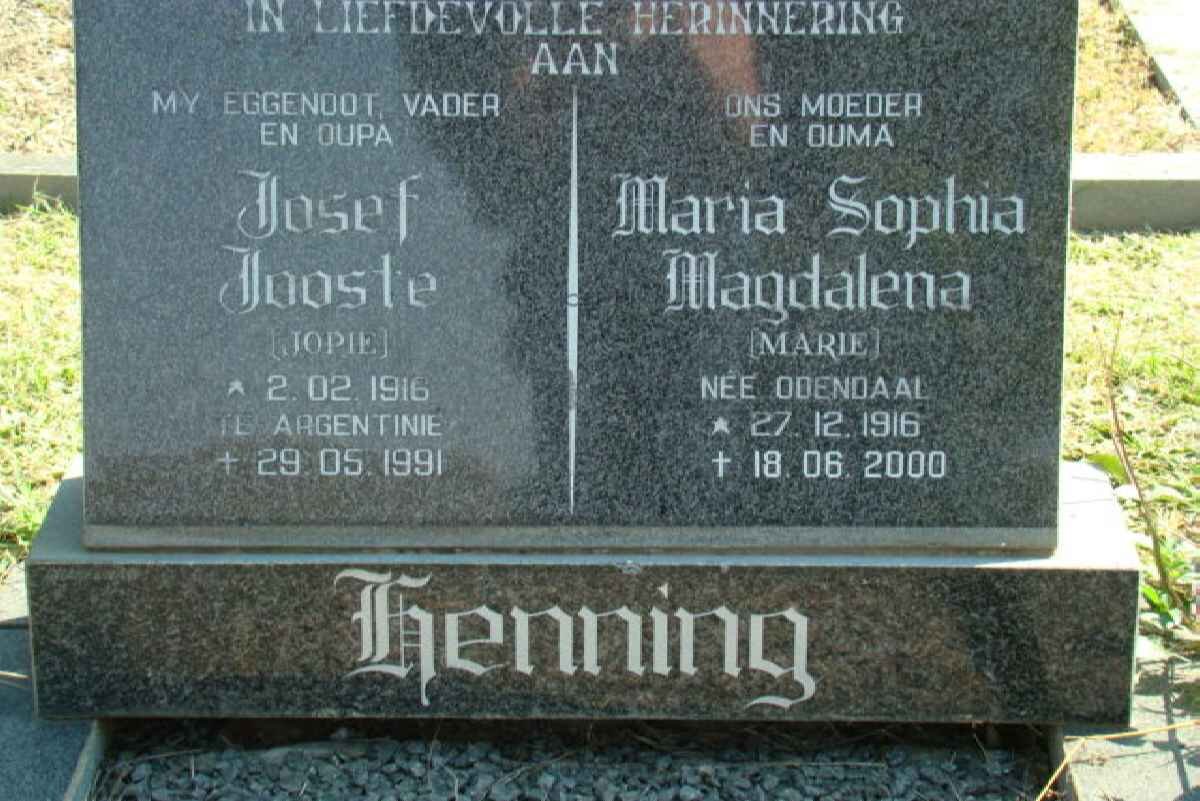 IN LIEFDEVOLLE HERINNERING
AAN
MY EGGENOOT, VADER
EN OUPA
Josef
Jooste
[JOPIE]
* 2.02.1916
TE ARGENTINIE
+ 29.05.1991
ONS MOEDER
EN OUMA
Maria Sophia
Magdalena
[MARIE]
NÉE ODENDAAL
* 27.12.1916
† 18.06.2000
Henning